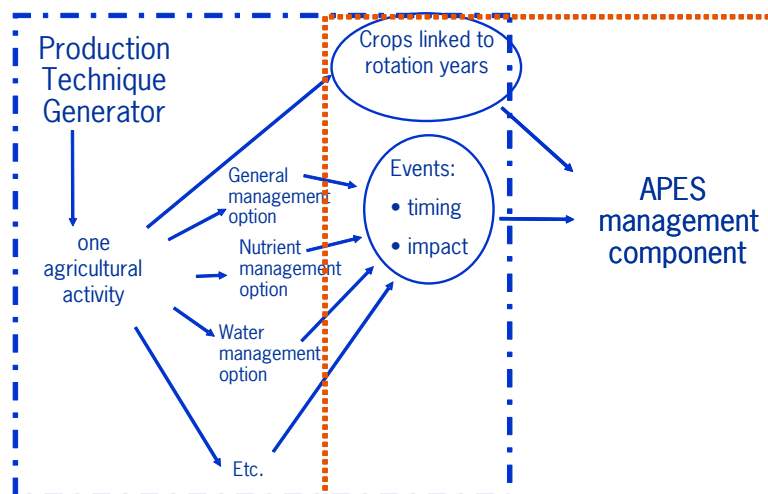 Production
Technique
Generator
Crops linked to
rotation years
one
agricultural
activity
General
management
option
Nutrient
management
option
Water
management
option
Etc.
Events:
• timing
• impact
APES
management
component